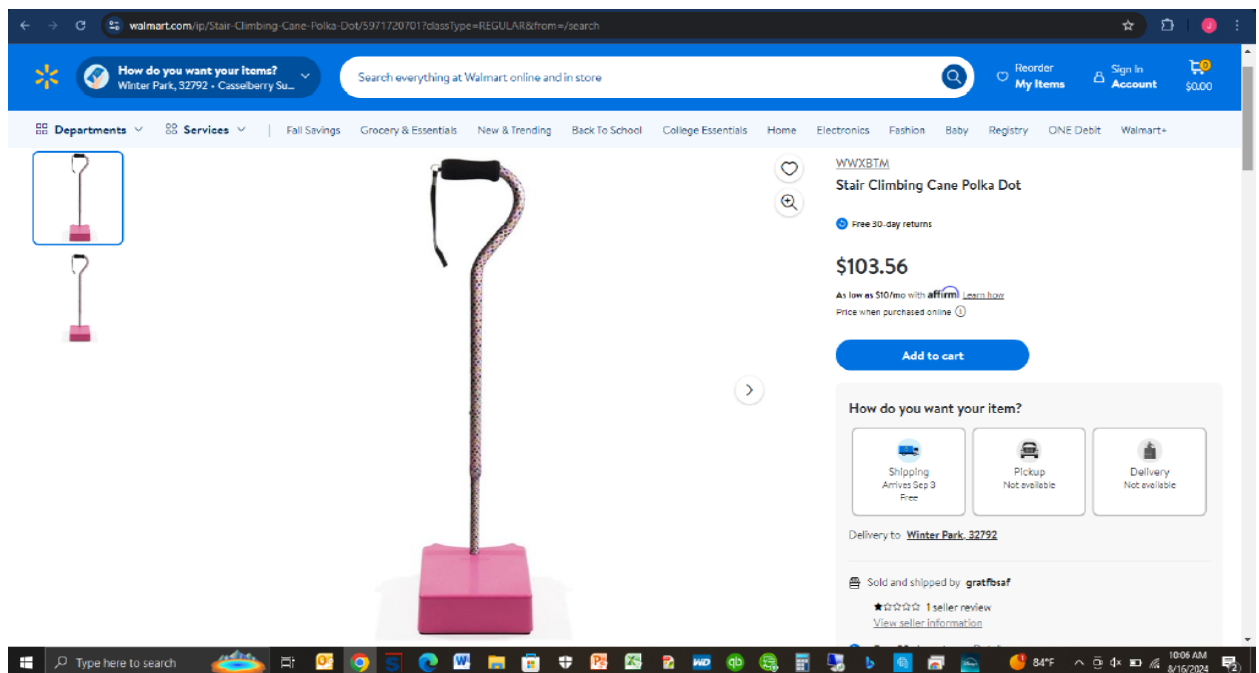 walmart.com/ip/Stair-Climbing-Cane-Polka-Dot/5971720701?classType=REGULAR&from=/search
How do you want your items?
Winter Park, 32792 • Casselberry Su...
Search everything at Walmart online and in store
Reorder
My Items
Sign In
Account
0
$0.00
Departments
Services
Fall Savings
Grocery & Essentials
New & Trending
Back To School
College Essentials
Home
Electronics
Fashion
Baby
Registry
ONE Debit
Walmart+
WWXBTM
Stair Climbing Cane Polka Dot
Free 30-day returns
$103.56
As low as $10/mo with affirm Learn how
Price when purchased online
Add to cart
How do you want your item?
Shipping
Arrives Sep 3
Free
Pickup
Not available
Delivery
Not available
Delivery to Winter Park, 32792
Sold and shipped by gratfbsaf
1 seller review
View seller information
Type here to search
84°F
10:06 AM
8/16/2024